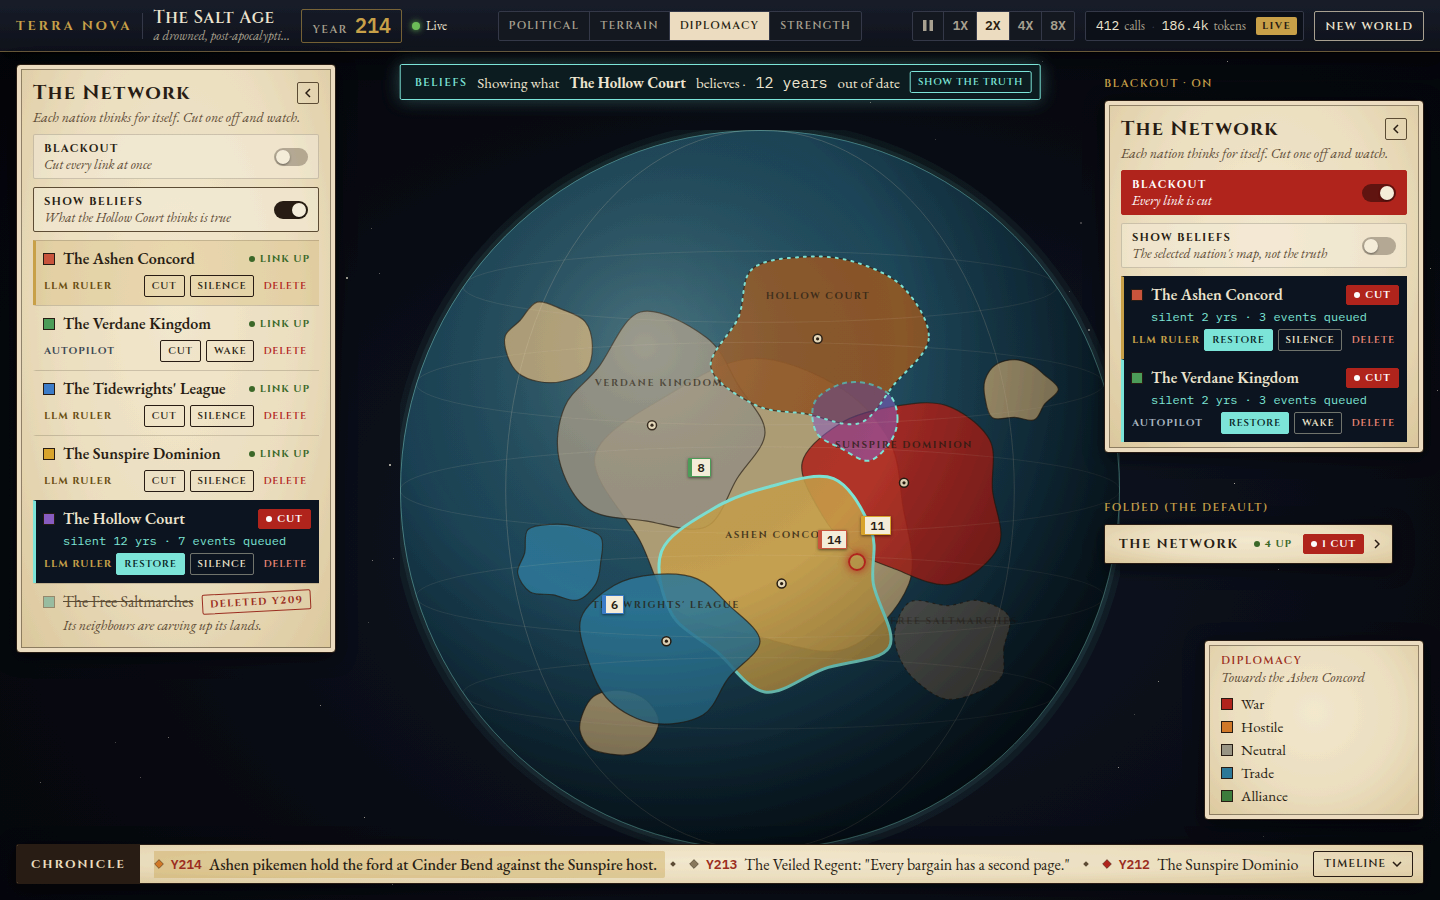 TERRA NOVA
THE SALT AGE
a drowned, post-apocalypti...
YEAR 214
Live
POLITICAL
TERRAIN
DIPLOMACY
STRENGTH
1X
2X
4X
8X
412 calls · 186.4k tokens
LIVE
NEW WORLD
THE NETWORK
Each nation thinks for itself. Cut one off and watch.
BLACKOUT
Cut every link at once
SHOW BELIEFS
What the Hollow Court thinks is true
The Ashen Concord
LINK UP
LLM RULER
CUT
SILENCE
DELETE
The Verdane Kingdom
LINK UP
AUTOPILOT
CUT
WAKE
DELETE
The Tidewrights' League
LINK UP
LLM RULER
CUT
SILENCE
DELETE
The Sunspire Dominion
LINK UP
LLM RULER
CUT
SILENCE
DELETE
The Hollow Court
CUT
silent 12 yrs · 7 events queued
LLM RULER
RESTORE
SILENCE
DELETE
The Free Saltmarches
DELETED Y209
Its neighbours are carving up its lands.
BELIEFS Showing what The Hollow Court believes · 12 years out of date
SHOW THE TRUTH
HOLLOW COURT
VERDANE KINGDOM
SUNSPIRE DOMINION
8
ASHEN CONCO
14
11
6
WRIGHTS' LEAGUE
REE SALTMARCHE
BLACKOUT · ON
THE NETWORK
Each nation thinks for itself. Cut one off and watch.
BLACKOUT
Every link is cut
SHOW BELIEFS
The selected nation's map, not the truth
The Ashen Concord
CUT
silent 2 yrs · 3 events queued
LLM RULER
RESTORE
SILENCE
DELETE
The Verdane Kingdom
CUT
silent 2 yrs · 3 events queued
AUTOPILOT
RESTORE
WAKE
DELETE
FOLDED (THE DEFAULT)
THE NETWORK
4 UP
1 CUT
DIPLOMACY
Towards the Ashen Concord
War
Hostile
Neutral
Trade
Alliance
CHRONICLE
Y214 Ashen pikemen hold the ford at Cinder Bend against the Sunspire host.
Y213 The Veiled Regent: "Every bargain has a second page."
Y212 The Sunspire Dominio
TIMELINE